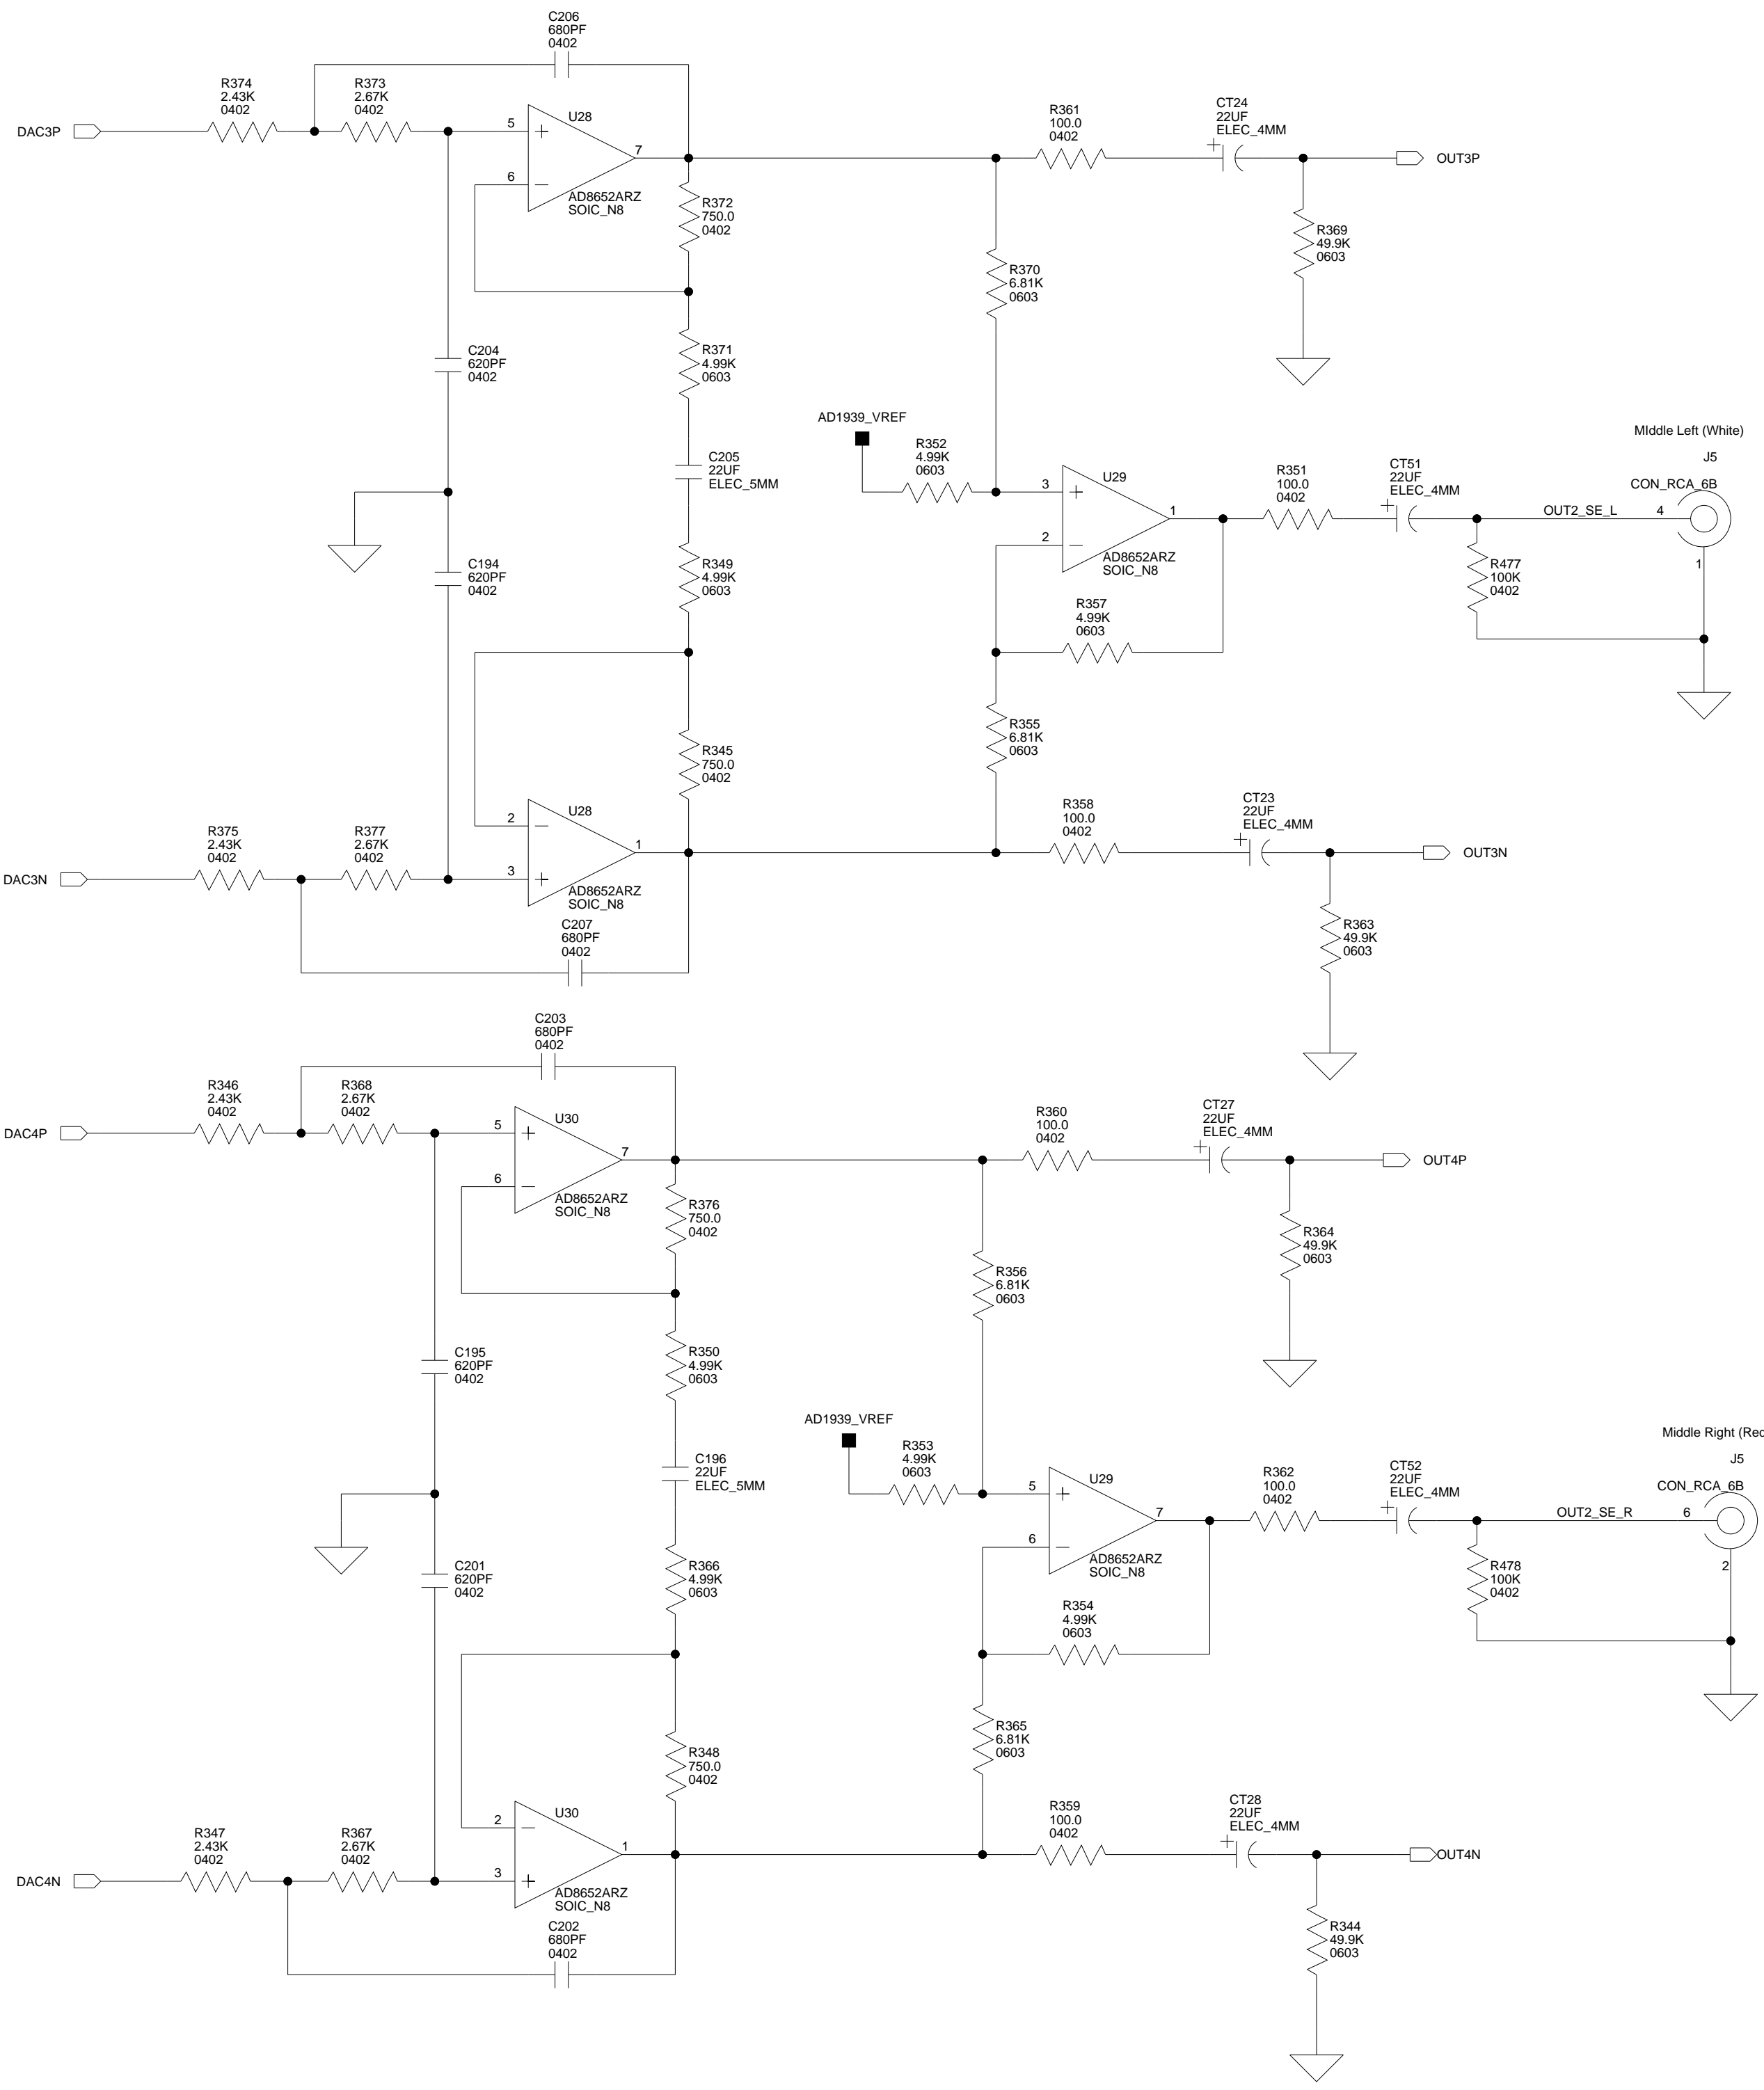 C206
680PF
0402
R374
2.43K
0402
R373
2.67K
0402
DAC3P
5
6
7
U28
AD8652ARZ
SOIC_N8
R372
750.0
0402
R361
100.0
0402
CT24
22UF
ELEC_4MM
OUT3P
R369
49.9K
0603
R370
6.81K
0603
C204
620PF
0402
R371
4.99K
0603
AD1939_VREF
R352
4.99K
0603
C205
22UF
ELEC_5MM
3
2
1
U29
AD8652ARZ
SOIC_N8
R351
100.0
0402
CT51
22UF
ELEC_4MM
MIddle Left (White)
J5
CON_RCA_6B
OUT2_SE_L
4
1
R477
100K
0402
C194
620PF
0402
R349
4.99K
0603
R357
4.99K
0603
R355
6.81K
0603
R345
750.0
0402
R375
2.43K
0402
R377
2.67K
0402
DAC3N
2
3
1
U28
AD8652ARZ
SOIC_N8
C207
680PF
0402
R358
100.0
0402
CT23
22UF
ELEC_4MM
OUT3N
R363
49.9K
0603
C203
680PF
0402
R346
2.43K
0402
R368
2.67K
0402
DAC4P
5
6
7
U30
AD8652ARZ
SOIC_N8
R376
750.0
0402
R360
100.0
0402
CT27
22UF
ELEC_4MM
OUT4P
R364
49.9K
0603
R356
6.81K
0603
C195
620PF
0402
R350
4.99K
0603
AD1939_VREF
R353
4.99K
0603
C196
22UF
ELEC_5MM
5
6
7
U29
AD8652ARZ
SOIC_N8
R362
100.0
0402
CT52
22UF
ELEC_4MM
Middle Right
J5
CON_RCA_6B
OUT2_SE_R
6
2
R478
100K
0402
C201
620PF
0402
R366
4.99K
0603
R354
4.99K
0603
R365
6.81K
0603
R348
750.0
0402
R347
2.43K
0402
R367
2.67K
0402
DAC4N
2
3
1
U30
AD8652ARZ
SOIC_N8
C202
680PF
0402
R359
100.0
0402
CT28
22UF
ELEC_4MM
OUT4N
R344
49.9K
0603